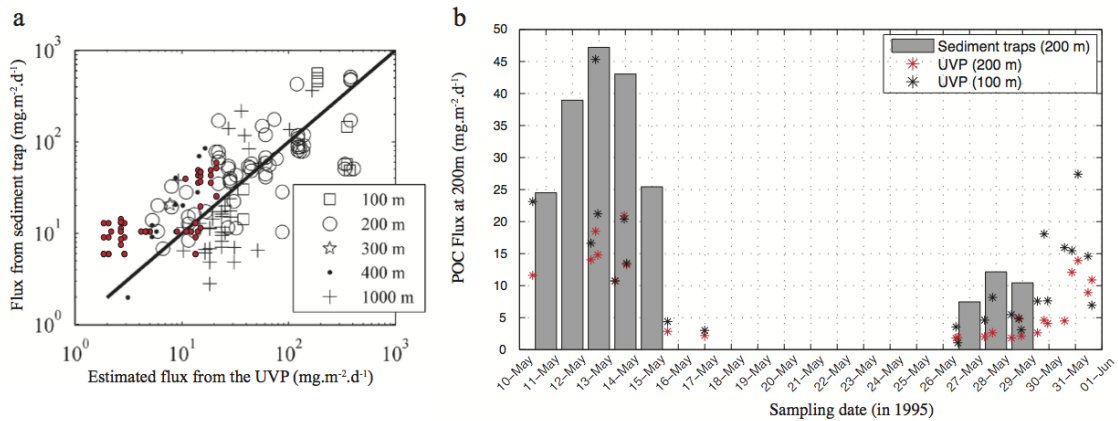 a
10³
10²
10¹
10⁰
10⁰
10¹
10²
10³
Flux from sediment trap (mg.m⁻².d⁻¹)
Estimated flux from the UVP (mg.m⁻².d⁻¹)
100 m
200 m
300 m
400 m
1000 m
b
50
45
40
35
30
25
20
15
10
5
0
POC Flux at 200m (mg.m⁻².d⁻¹)
Sediment traps (200 m)
UVP (200 m)
UVP (100 m)
10–May
11–May
12–May
13–May
14–May
15–May
16–May
17–May
18–May
19–May
20–May
21–May
22–May
23–May
24–May
25–May
26–May
27–May
28–May
29–May
30–May
31–May
01–Jun
Sampling date (in 1995)